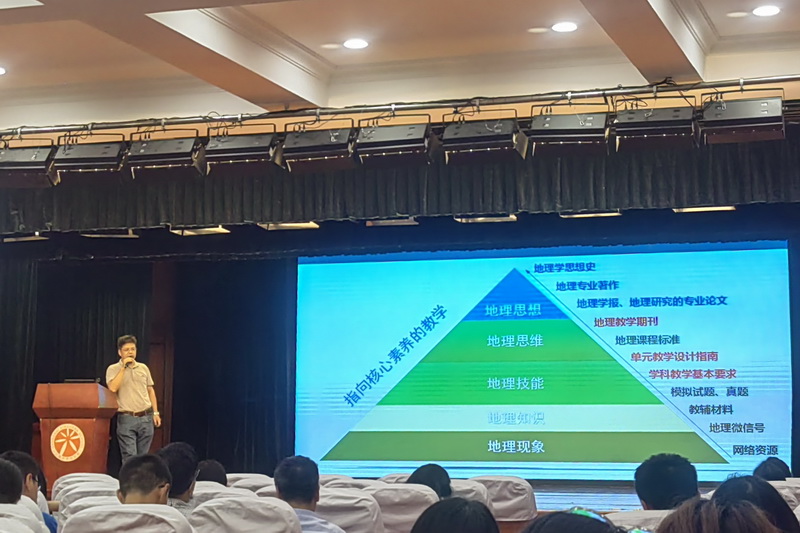 指向核心素养的教学
地理思想
地理思维
地理技能
地理知识
地理现象
地理学思想史
地理专业著作
地理学报、地理研究的专业论文
地理教学期刊
地理课程标准
单元教学设计指南
学科教学基本要求
模拟试题、真题
教辅材料
地理微信号
网络资源